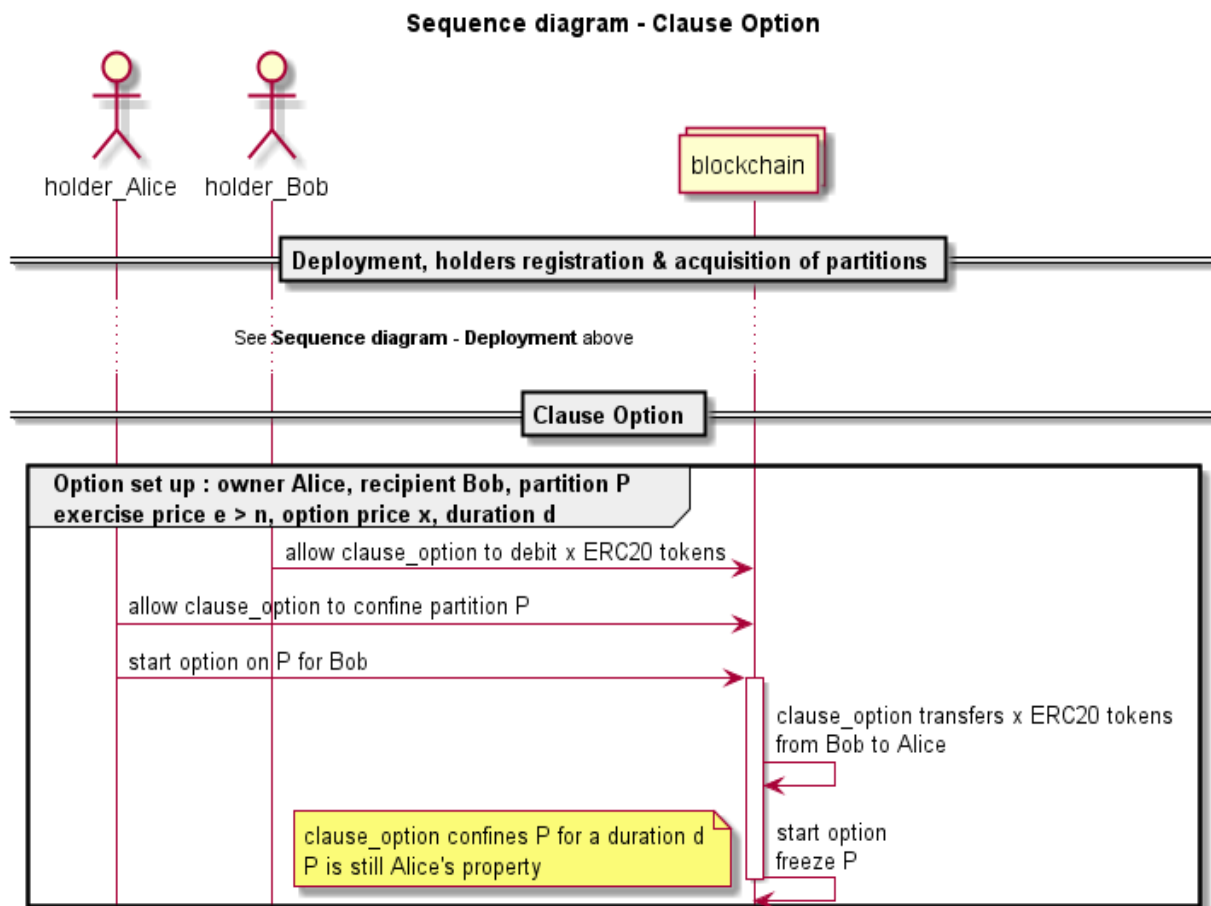 Sequence diagram - Clause Option
holder_Alice
holder_Bob
blockchain
Deployment, holders registration & acquisition of partitions
See Sequence diagram - Deployment above
Clause Option
Option set up : owner Alice, recipient Bob, partition P
exercise price e > n, option price x, duration d
allow clause_option to debit x ERC20 tokens
allow clause_option to confine partition P
start option on P for Bob
clause_option transfers x ERC20 tokens
from Bob to Alice
clause_option confines P for a duration d
P is still Alice's property
start option
freeze P